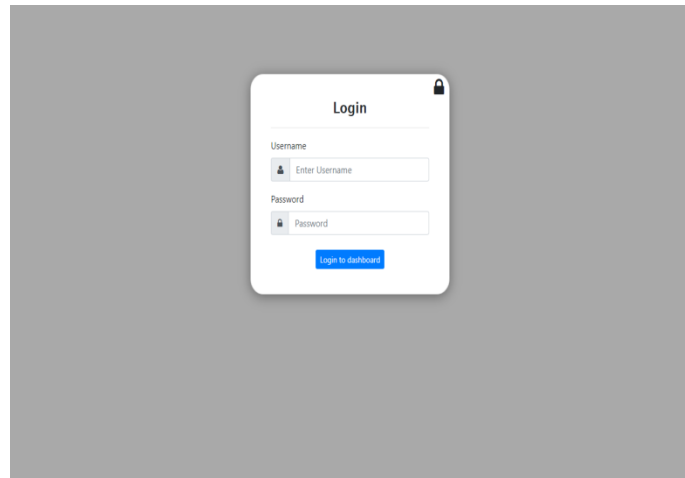 Login
Username
Enter Username
Password
Password
Login to dashboard